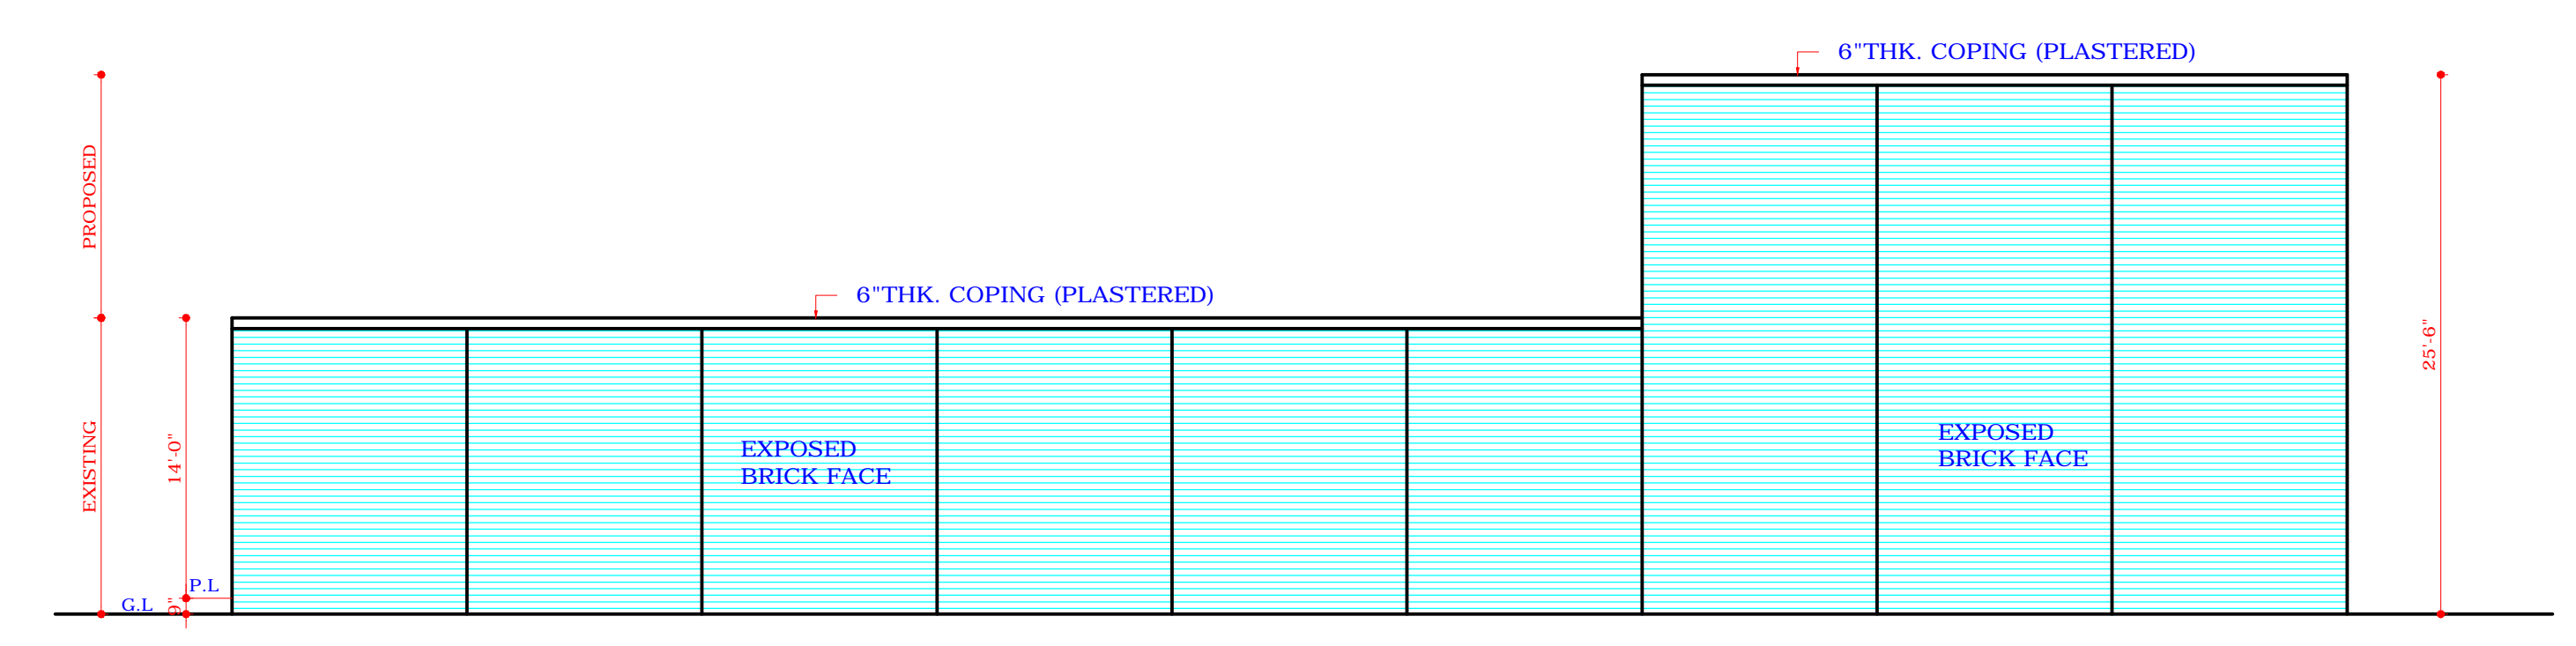 6"THK. COPING (PLASTERED)
PROPOSED
6"THK. COPING (PLASTERED)
25'-6"
EXISTING
14'-0"
EXPOSED
BRICK FACE
EXPOSED
BRICK FACE
P.L
G.L
9"